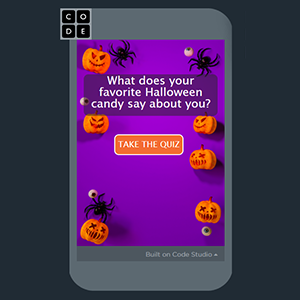 C O
D E
What does your
favorite Halloween
candy say about you?
TAKE THE QUIZ
Built on Code Studio